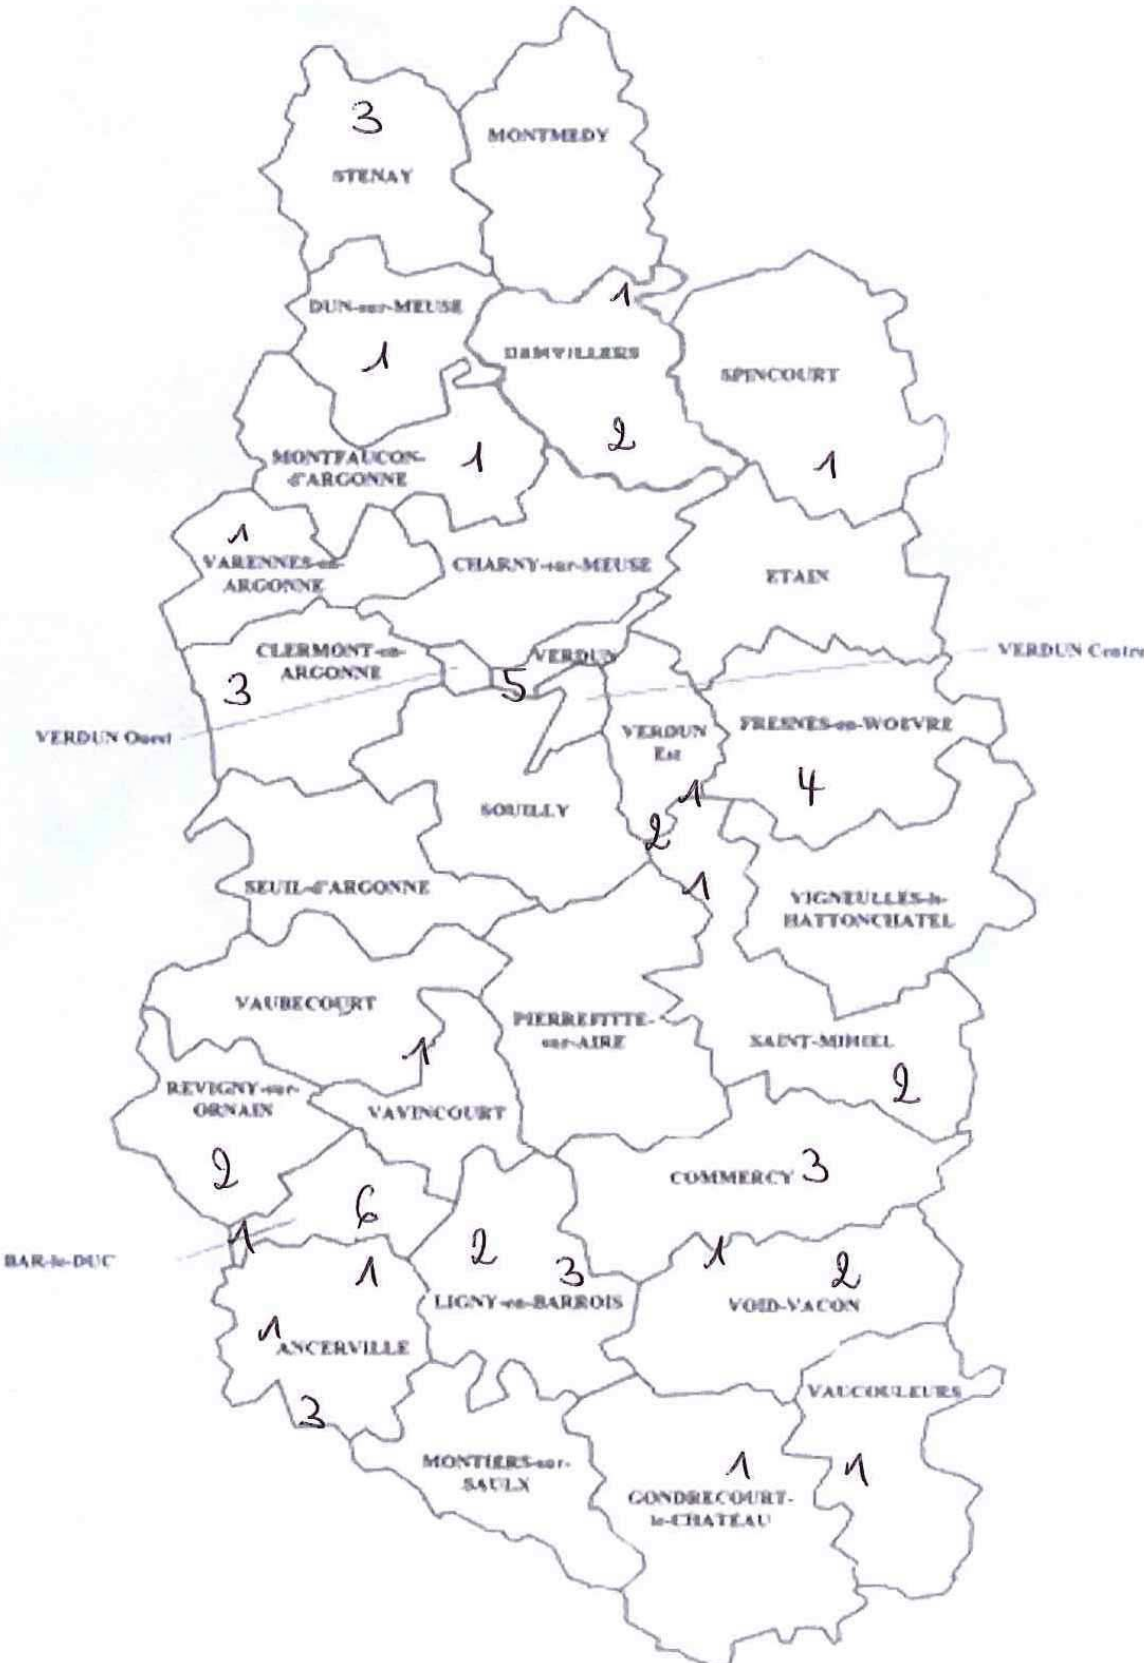 3
MONTMEDY
STENAY
1
DUN-sur-MEUSE
1
DAMVILLERS
SPINCOURT
2
1
MONTFAUCON-
d'ARGONNE
1
1
VARENNES-en-
ARGONNE
CHARNY-sur-MEUSE
ETAIN
CLERMONT-en-
ARGONNE
3
VERDUN
5
VERDUN Centre
VERDUN Ouest
VERDUN
Est
FRESNES-en-WOEVRE
4
1
2
SOUILLY
1
SEUIL-d'ARGONNE
VIGNEULLES-le-
HATTONCHATEL
VAUBECOURT
1
PIERREFITTE-
sur-AIRE
SAINT-MIHIEL
2
REVIGNY-sur-
ORNAIN
VAVINCOURT
2
COMMERCY 3
6
1
BAR-le-DUC
1
2
3
LIGNY-en-BARROIS
1
2
VOID-VACON
1
ANCERVILLE
3
VAUCOULEURS
MONTIERS-sur-
SAULX
1
GONDRECOURT-
le-CHATEAU
1